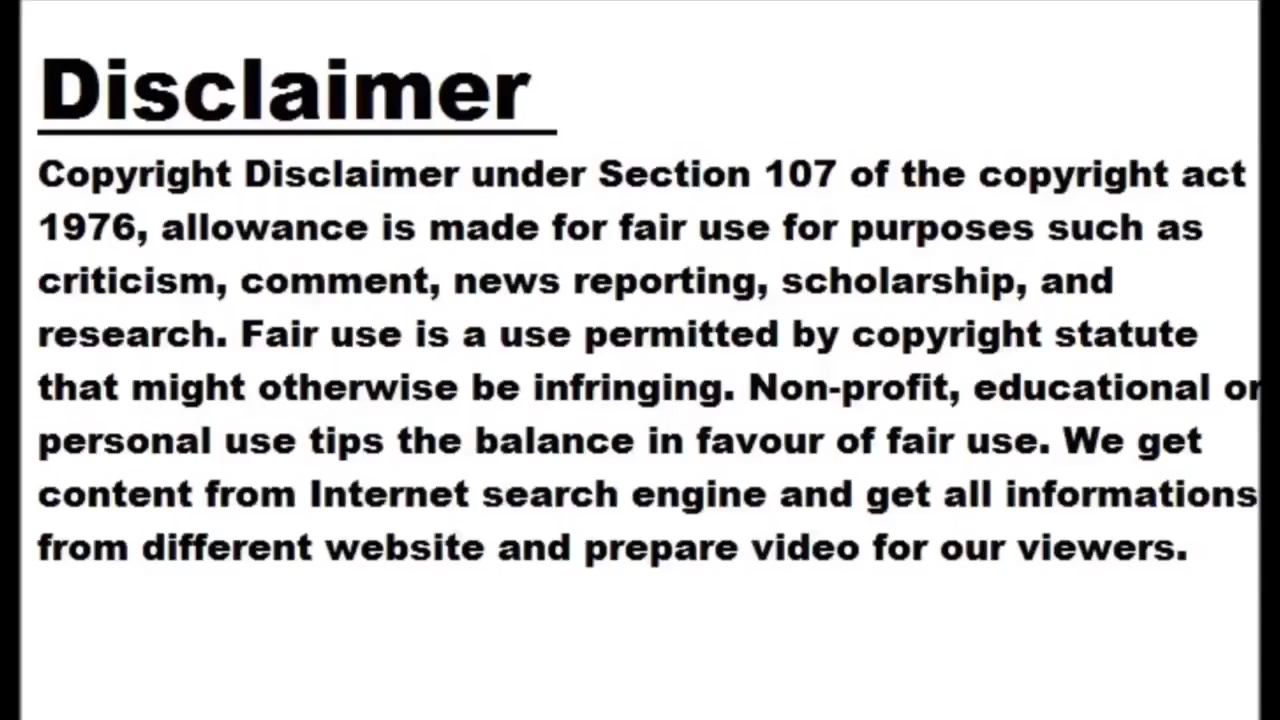 Disclaimer
Copyright Disclaimer under Section 107 of the copyright act
1976, allowance is made for fair use for purposes such as
criticism, comment, news reporting, scholarship, and
research. Fair use is a use permitted by copyright statute
that might otherwise be infringing. Non-profit, educational or
personal use tips the balance in favour of fair use. We get
content from Internet search engine and get all informations
from different website and prepare video for our viewers.